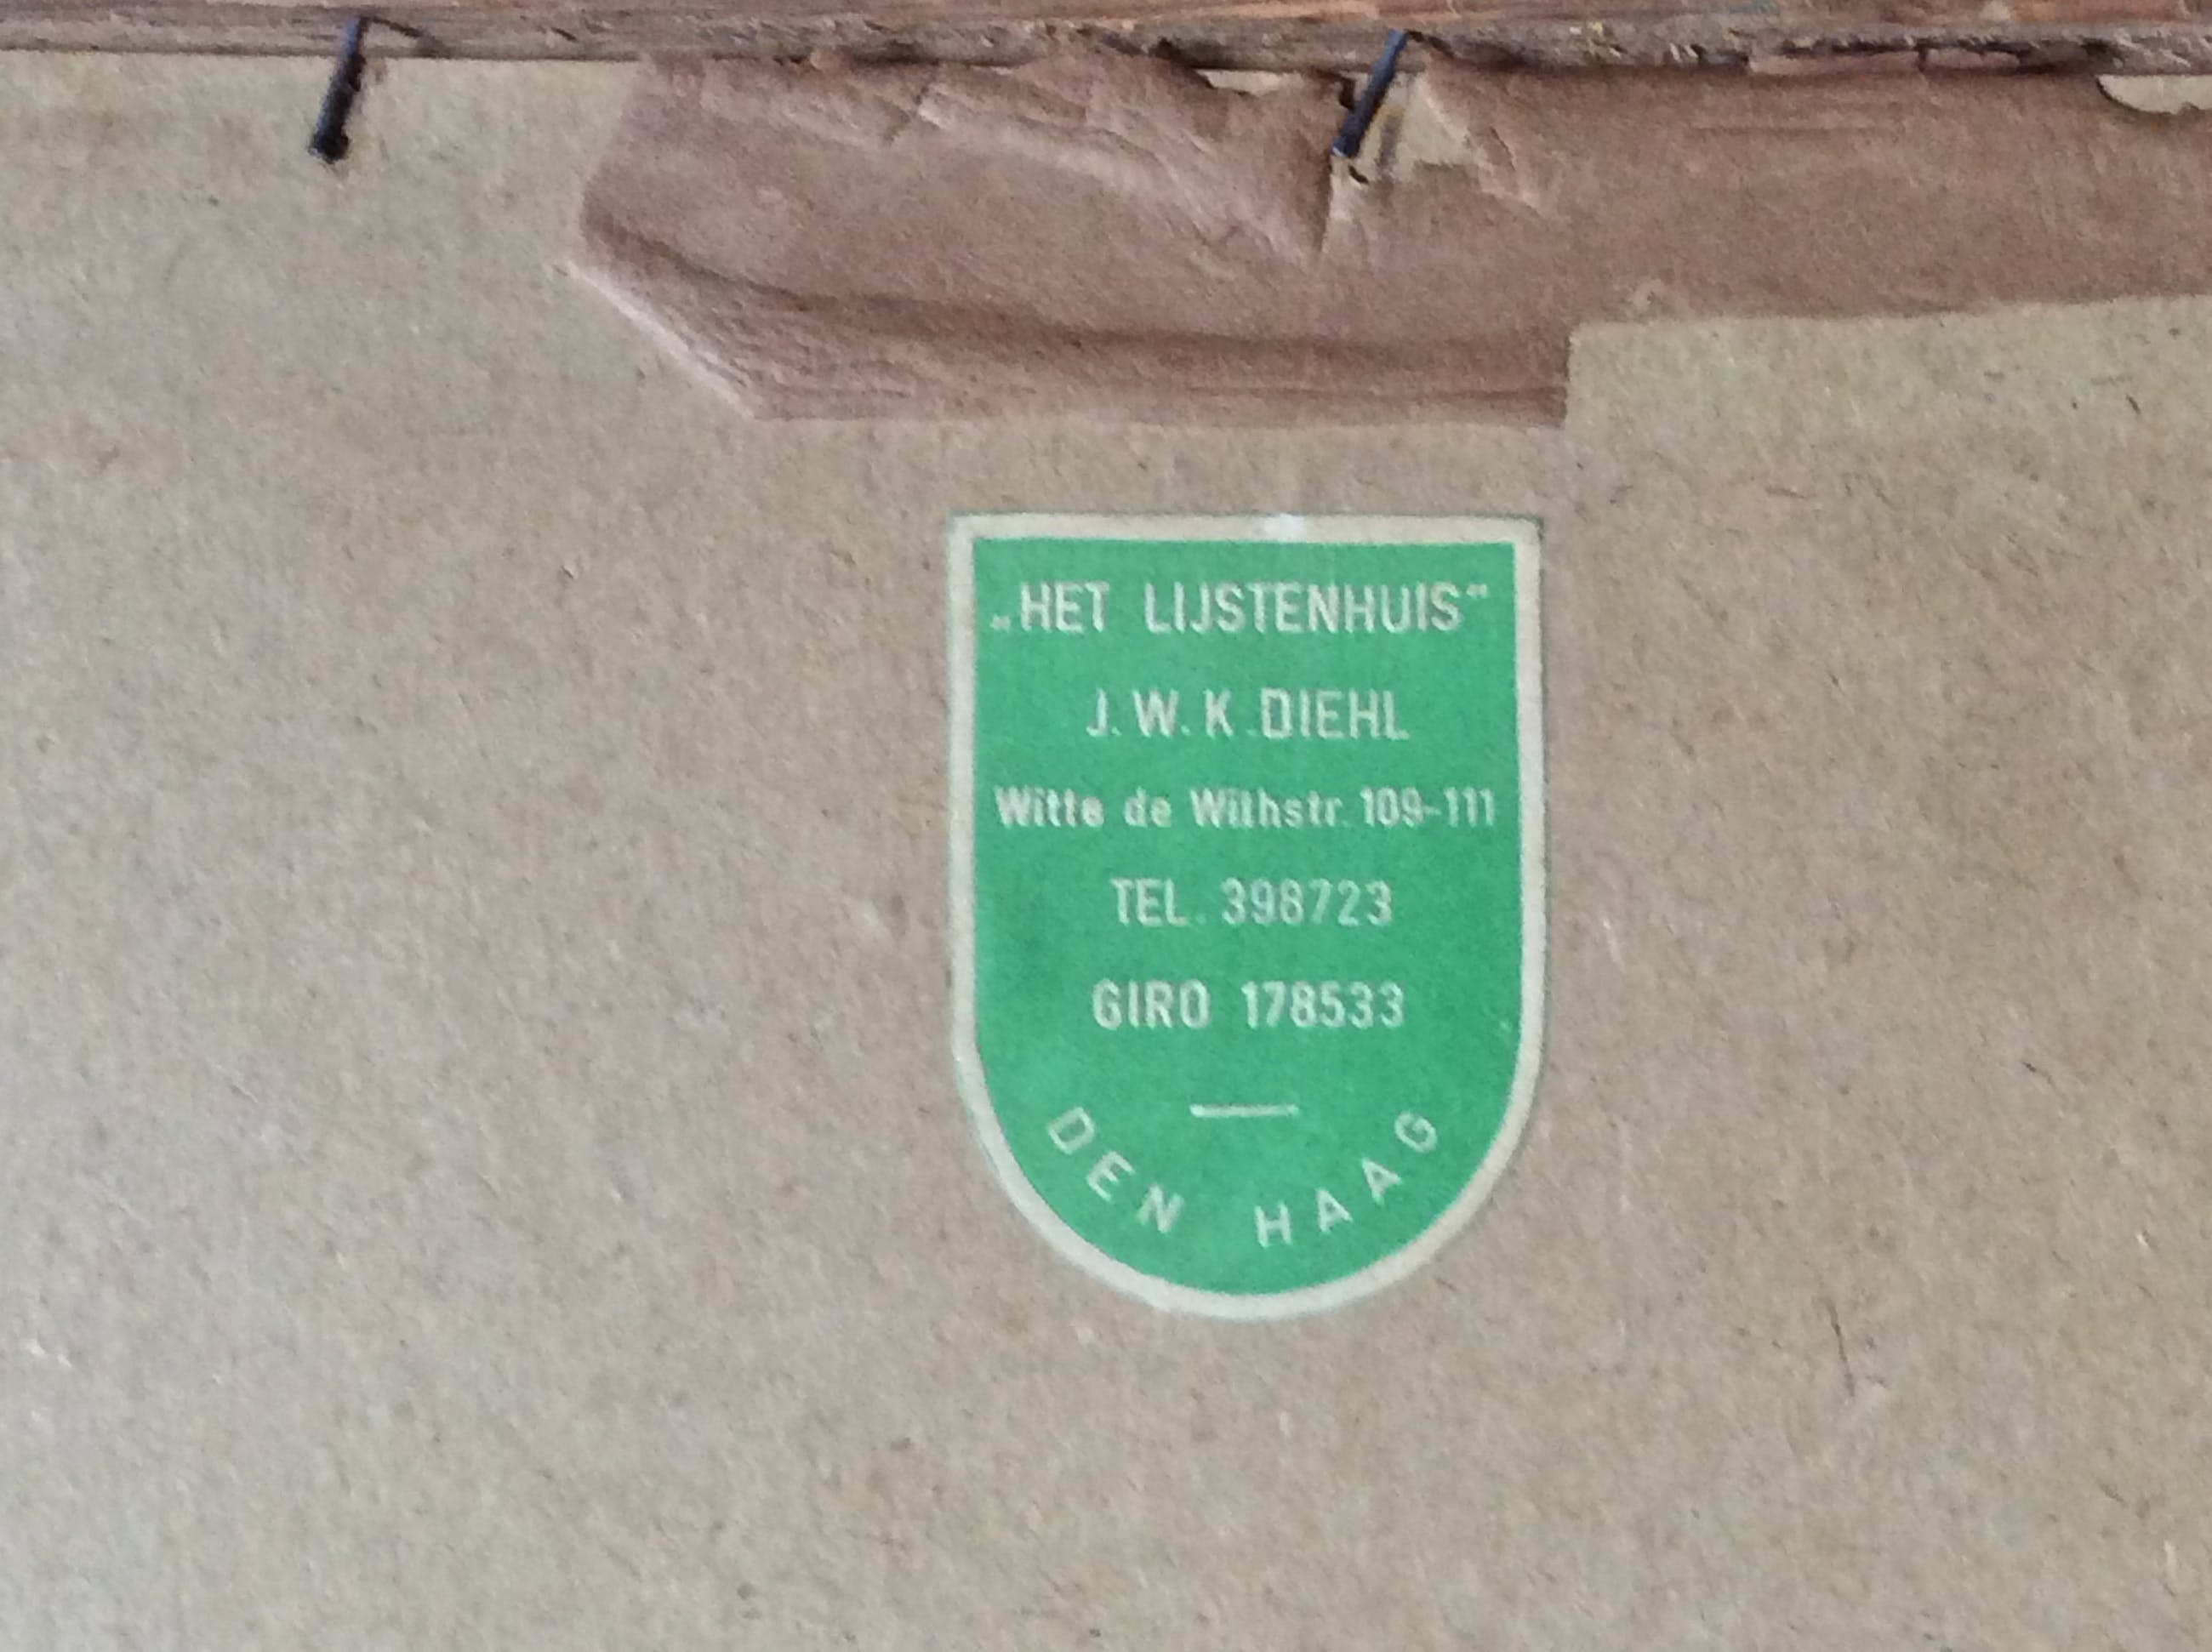 „HET LIJSTENHUIS"
J. W. K. DIEHL
Witte de Withstr. 109-111
TEL. 398723
GIRO 178533
DEN HAAG